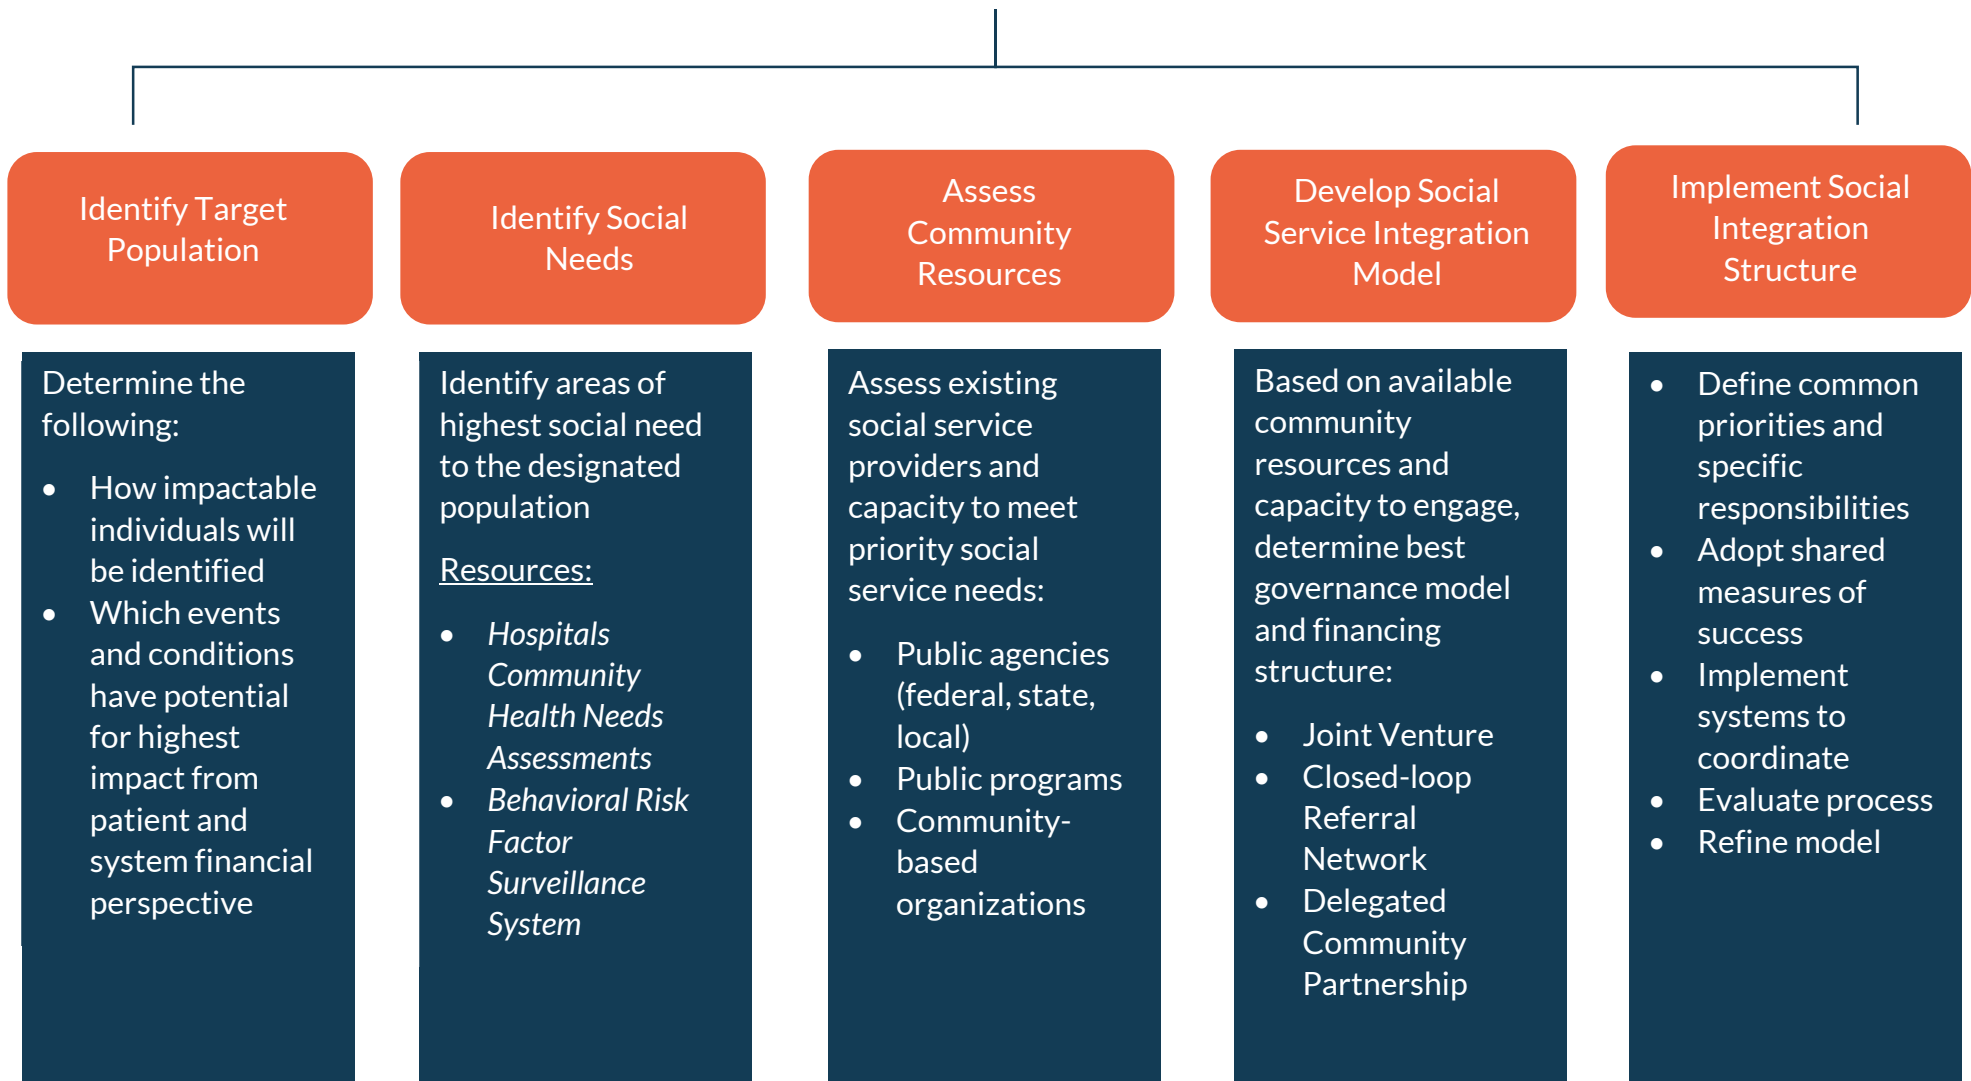 Identify Target
Population
Identify Social
Needs
Assess
Community
Resources
Develop Social
Service Integration
Model
Implement Social
Integration
Structure
Determine the
following:
• How impactable
individuals will
be identified
• Which events
and conditions
have potential
for highest
impact from
patient and
system financial
perspective
Identify areas of
highest social need
to the designated
population
Resources:
• Hospitals
Community
Health Needs
Assessments
• Behavioral Risk
Factor
Surveillance
System
Assess existing
social service
providers and
capacity to meet
priority social
service needs:
• Public agencies
(federal, state,
local)
• Public programs
• Community-
based
organizations
Based on available
community
resources and
capacity to engage,
determine best
governance model
and financing
structure:
• Joint Venture
• Closed-loop
Referral
Network
• Delegated
Community
Partnership
• Define common
priorities and
specific
responsibilities
• Adopt shared
measures of
success
• Implement
systems to
coordinate
• Evaluate process
• Refine model